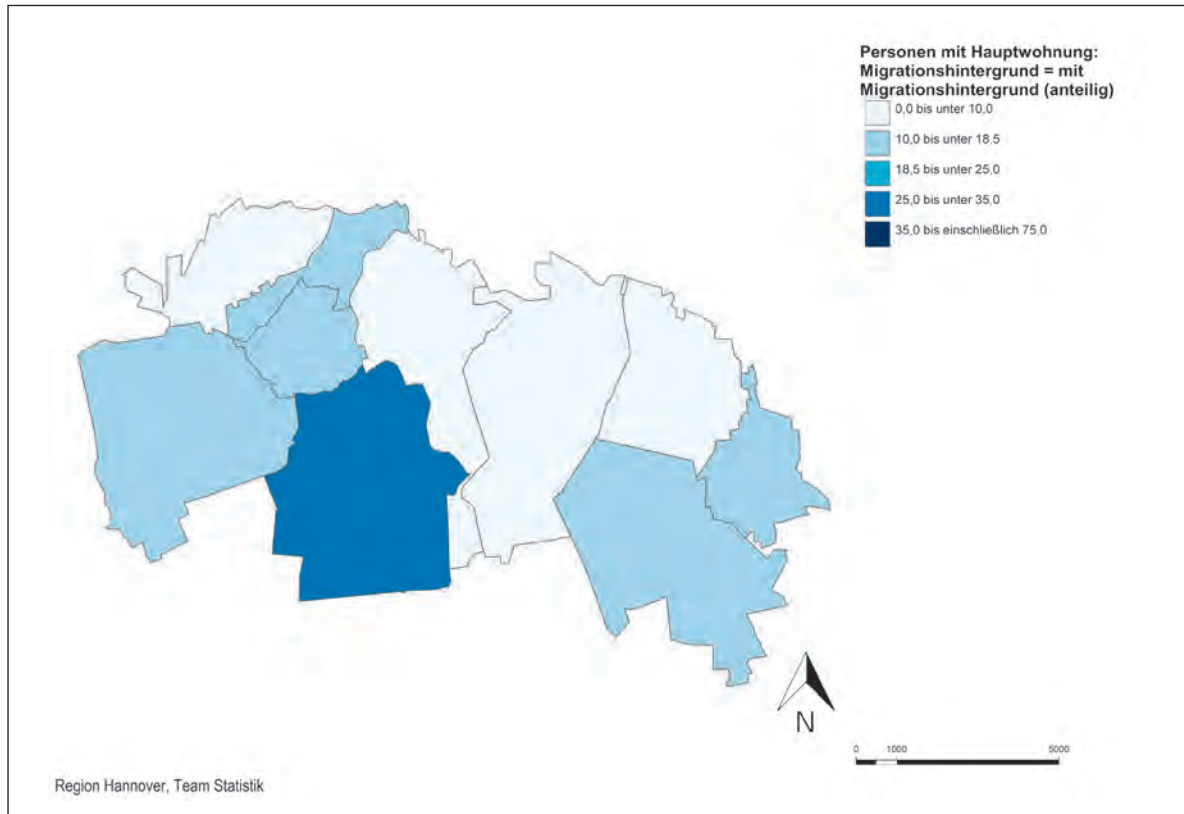 Personen mit Hauptwohnung:
Migrationshintergrund = mit
Migrationshintergrund (anteilig)
0,0 bis unter 10,0
10,0 bis unter 18,5
18,5 bis unter 25,0
25,0 bis unter 35,0
35,0 bis einschließlich 75,0
N
0 1000 5000
Region Hannover, Team Statistik